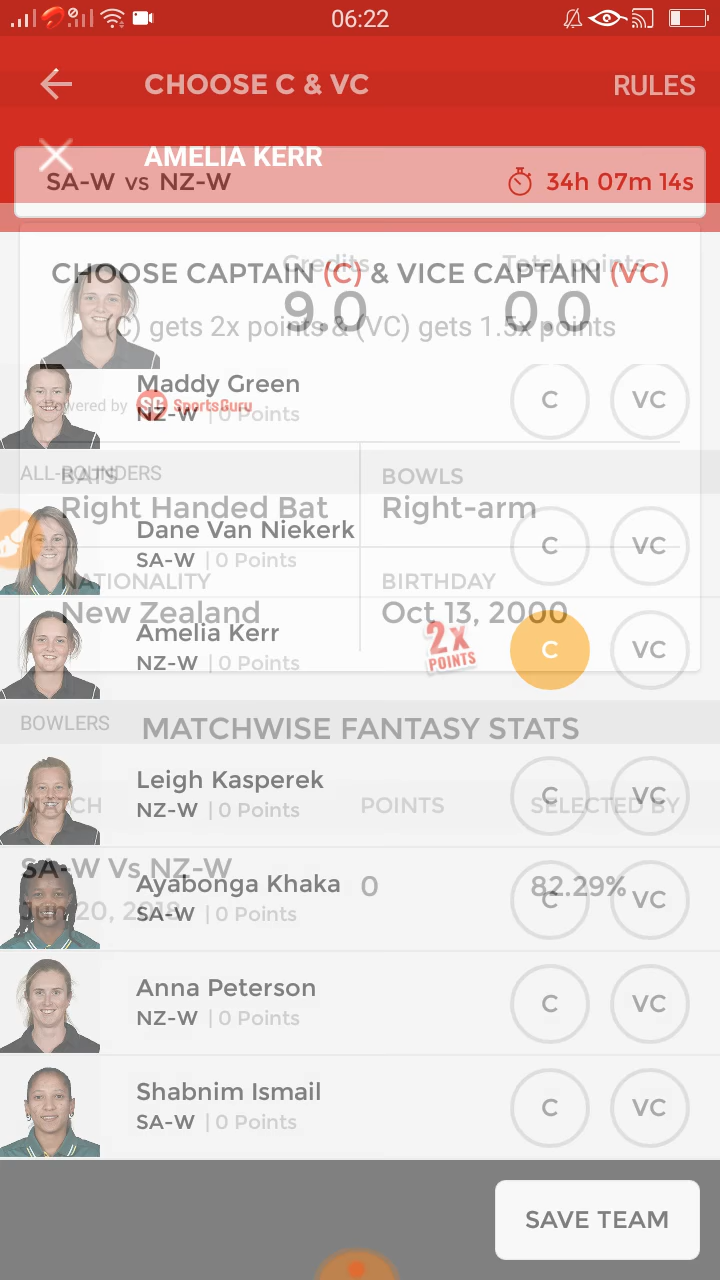 06:22
CHOOSE C & VC RULES
AMELIA KERR
SA-W vs NZ-W 34h 07m 14s
Credits Total points
CHOOSE CAPTAIN (C) & VICE CAPTAIN (VC)
9.0 0.0
(C) gets 2x points & (VC) gets 1.5x points
Maddy Green C VC
Powered by SG SportsGuru
NZ-W | 0 Points
ALL-ROUNDERS
BATS BOWLS
Right Handed Bat Right-arm
Dane Van Niekerk C VC
SA-W | 0 Points
NATIONALITY BIRTHDAY
New Zealand Oct 13, 2000
Amelia Kerr 2X POINTS C VC
NZ-W | 0 Points
BOWLERS
MATCHWISE FANTASY STATS
Leigh Kasperek C VC
NZ-W | 0 Points
MATCH POINTS SELECTED BY
SA-W Vs NZ-W 0 82.29%
Ayabonga Khaka C VC
Jun 20, 2018
SA-W | 0 Points
Anna Peterson C VC
NZ-W | 0 Points
Shabnim Ismail C VC
SA-W | 0 Points
SAVE TEAM